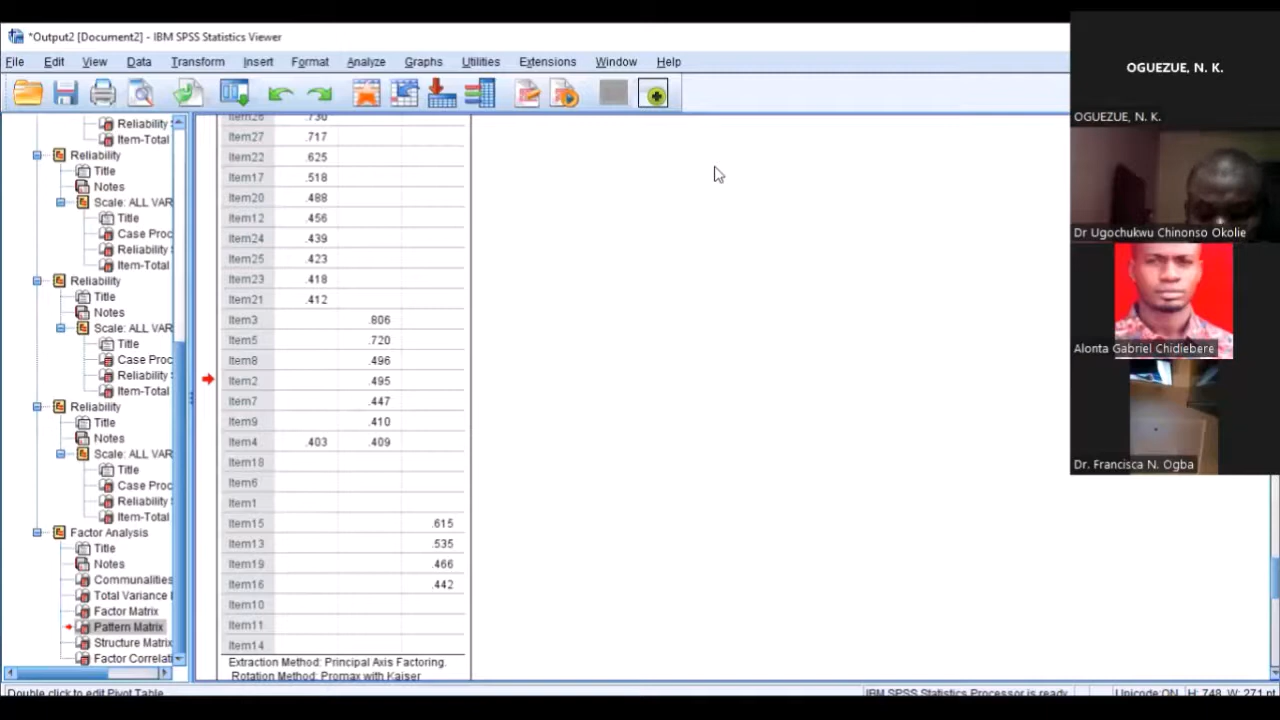 *Output2 [Document2] - IBM SPSS Statistics Viewer
File Edit View Data Transform Insert Format Analyze Graphs Utilities Extensions Window Help
Reliability
Item-Total
Reliability
Title
Notes
Scale: ALL VAR
Title
Case Proc
Reliability
Item-Total
Reliability
Title
Notes
Scale: ALL VAR
Title
Case Proc
Reliability
Item-Total
Reliability
Title
Notes
Scale: ALL VAR
Title
Case Proc
Reliability
Item-Total
Factor Analysis
Title
Notes
Communalities
Total Variance
Factor Matrix
Pattern Matrix
Structure Matrix
Factor Correlati
Item26 .730
Item27 .717
Item22 .625
Item17 .518
Item20 .488
Item12 .456
Item24 .439
Item25 .423
Item23 .418
Item21 .412
Item3 .806
Item5 .720
Item8 .496
Item2 .495
Item7 .447
Item9 .410
Item4 .403 .409
Item18
Item6
Item1
Item15 .615
Item13 .535
Item19 .466
Item16 .442
Item10
Item11
Item14
Extraction Method: Principal Axis Factoring.
Rotation Method: Promax with Kaiser
OGUEZUE, N. K.
OGUEZUE, N. K.
Dr Ugochukwu Chinonso Okolie
Alonta Gabriel Chidiebere
Dr. Francisca N. Ogba
Double click to edit Pivot Table
IBM SPSS Statistics Processor is ready
Unicode:ON H: 748, W: 271 pt